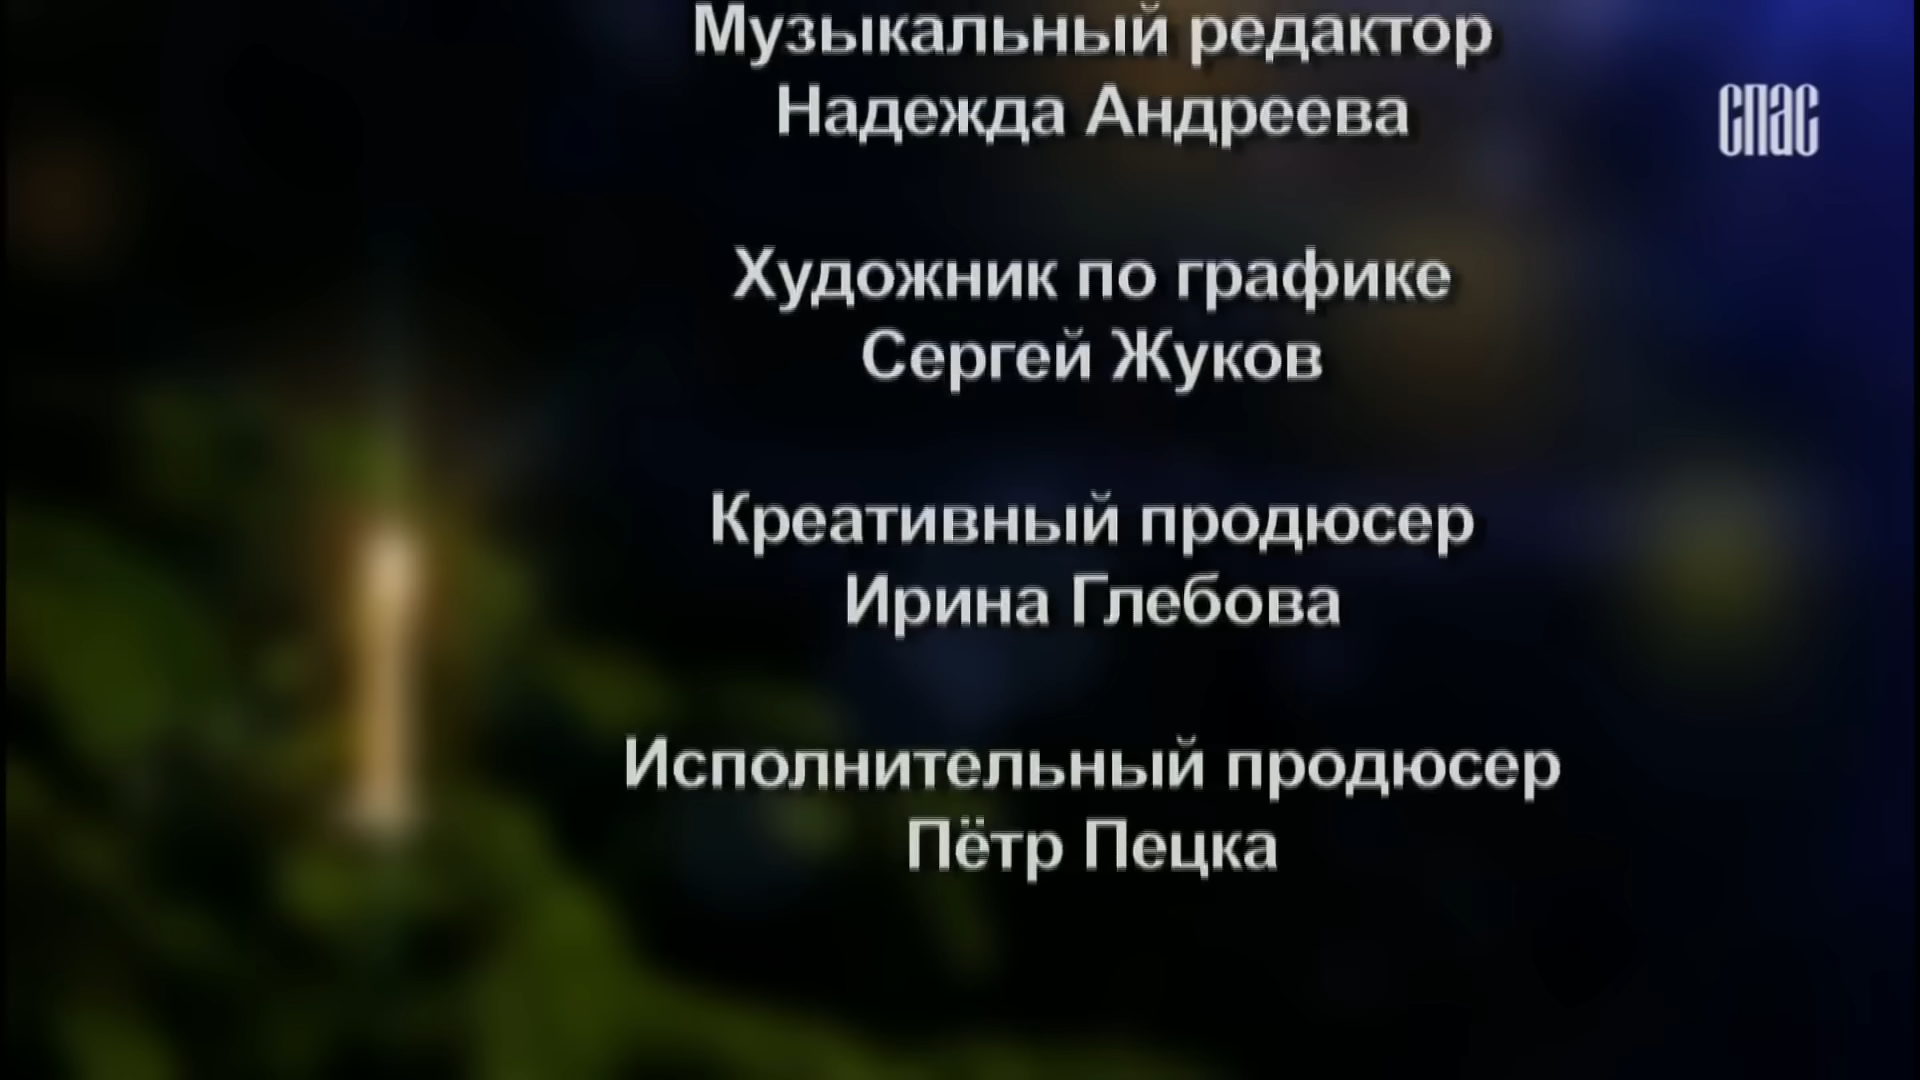 Музыкальный редактор
Надежда Андреева
спас
Художник по графике
Сергей Жуков
Креативный продюсер
Ирина Глебова
Исполнительный продюсер
Пётр Пецка